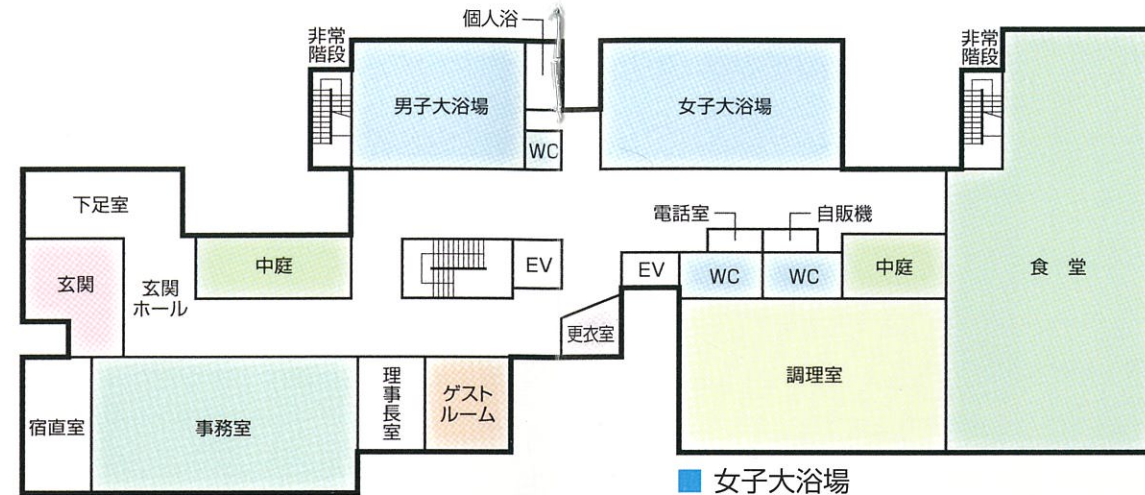 個人浴
非常
階段
非常
階段
男子大浴場
女子大浴場
WC
下足室
電話室
自販機
中庭
EV
EV
WC
WC
中庭
食 堂
玄関
玄関
ホール
更衣室
調理室
理事長室
ゲスト
ルーム
宿直室
事務室
女子大浴場